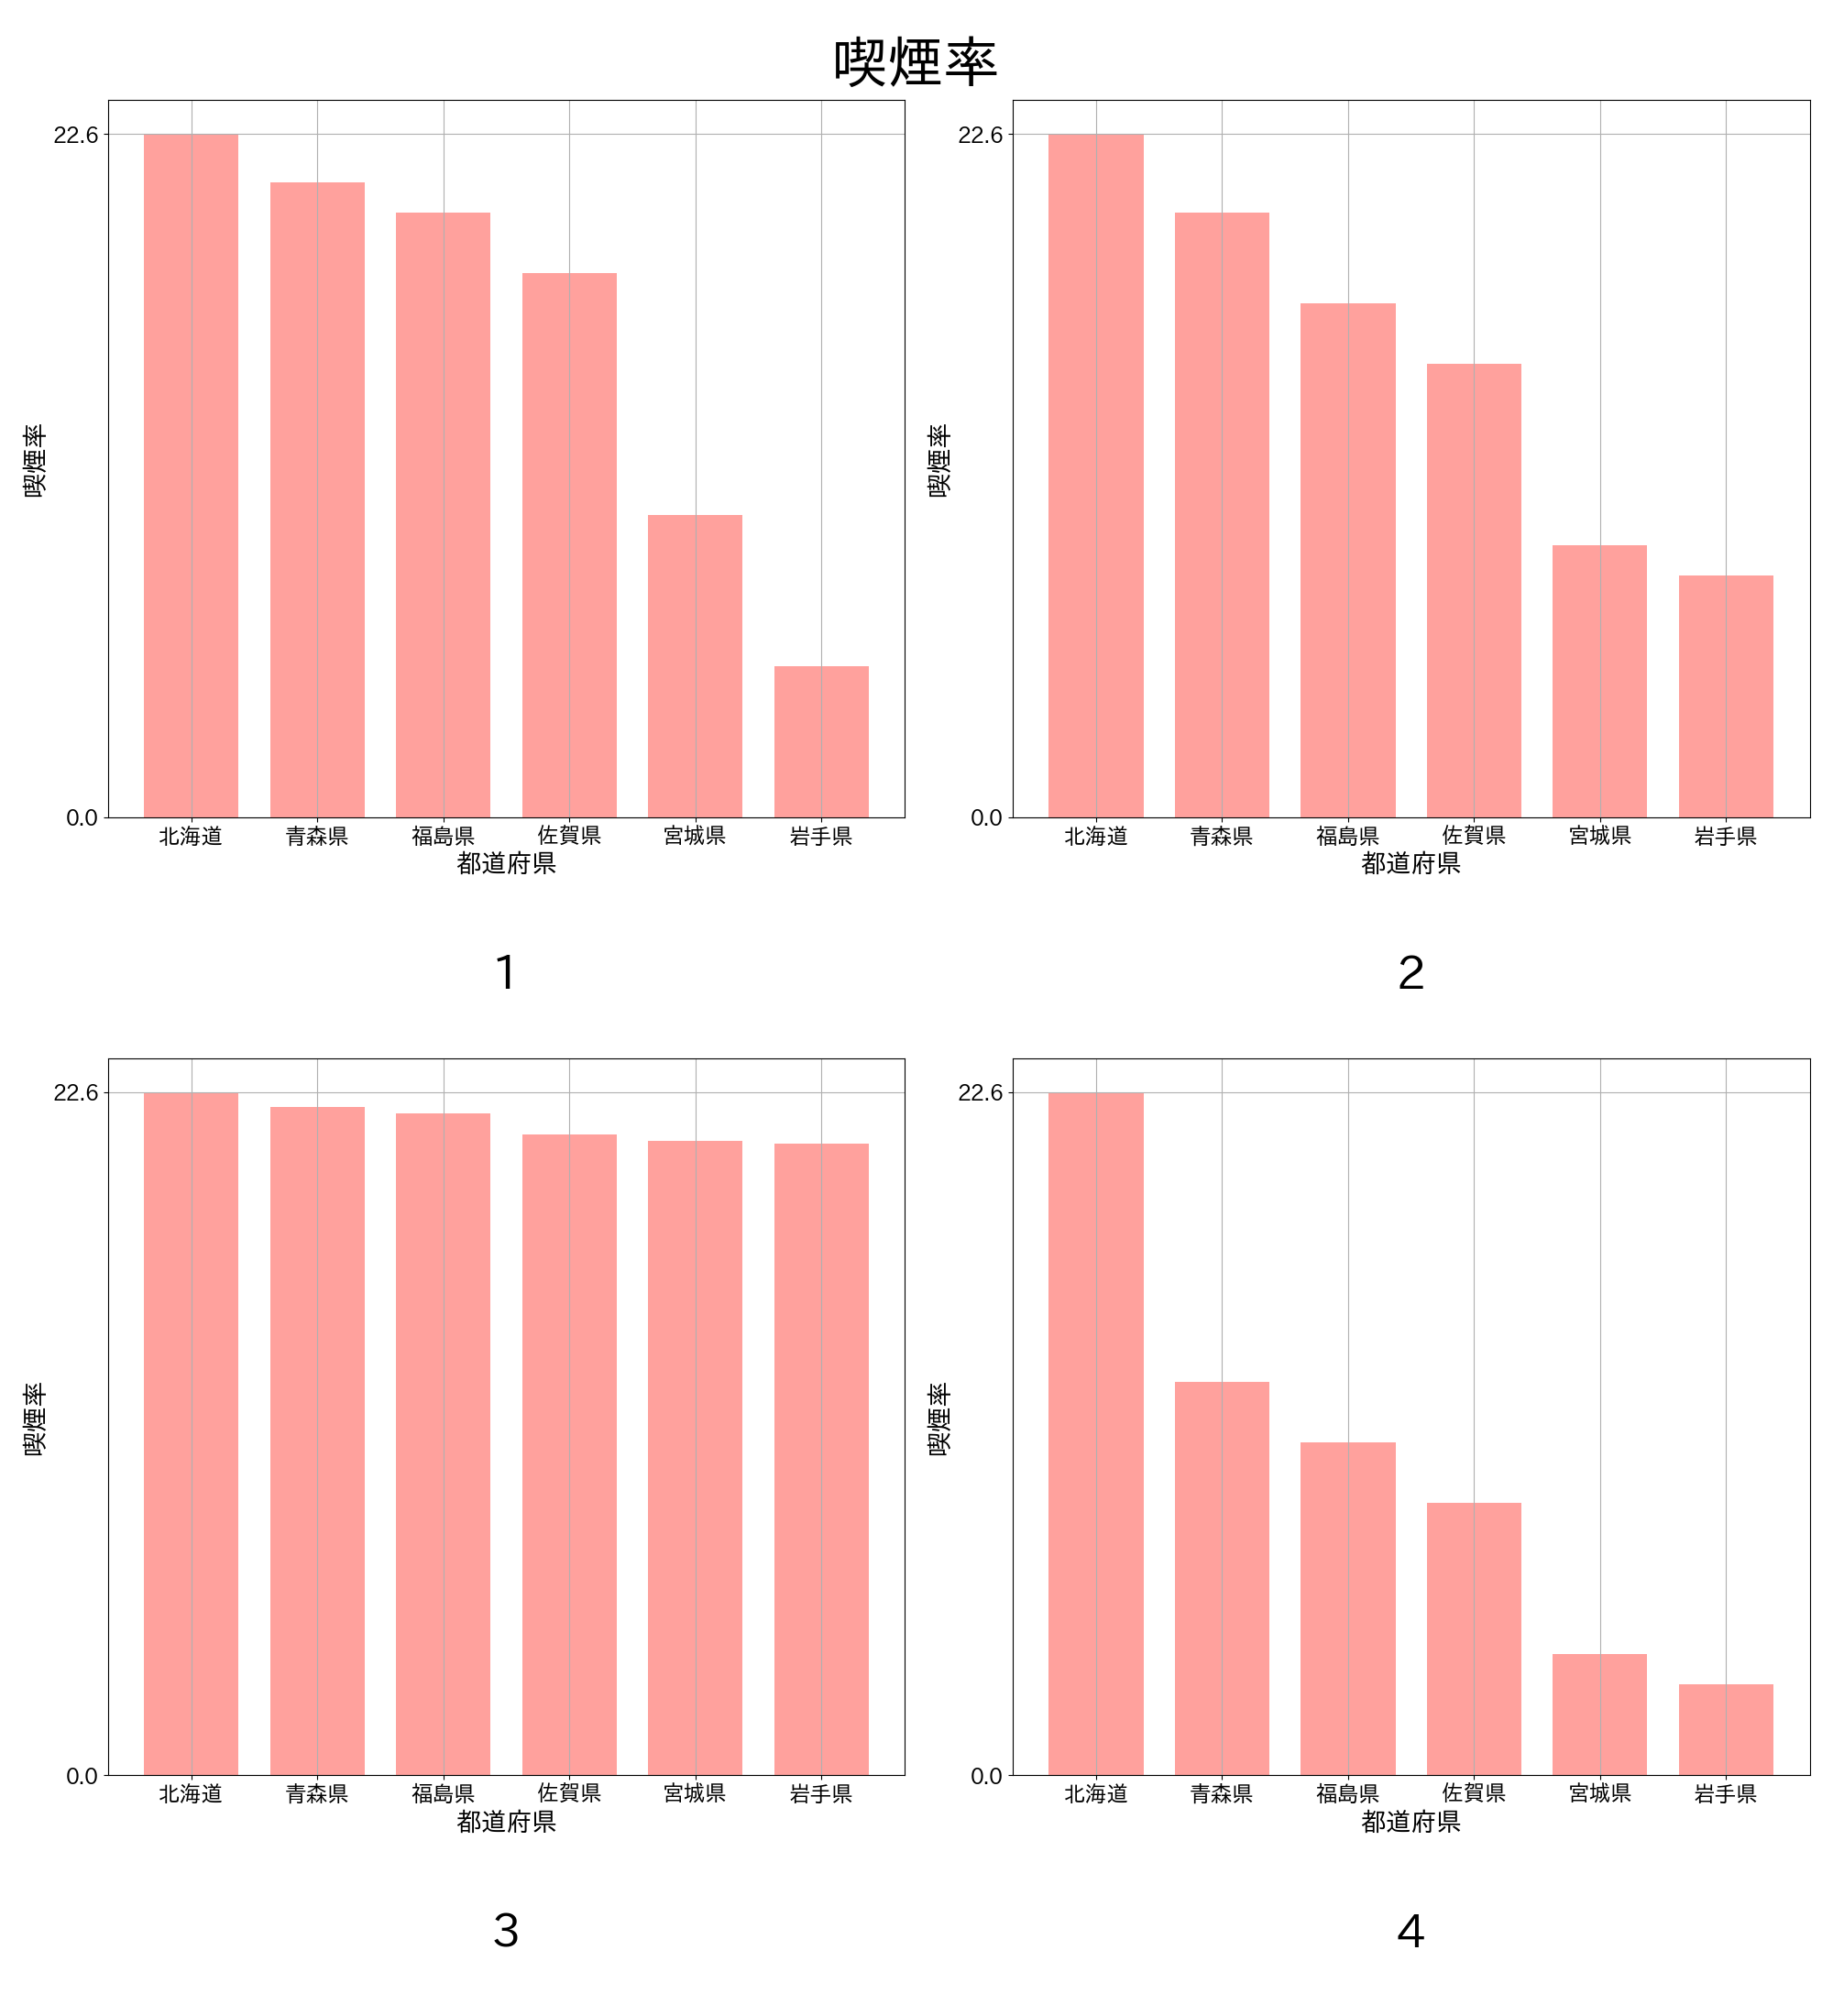 喫煙率
22.6
0.0
喫煙率
北海道 青森県 福島県 佐賀県 宮城県 岩手県
都道府県
1
22.6
0.0
喫煙率
北海道 青森県 福島県 佐賀県 宮城県 岩手県
都道府県
2
22.6
0.0
喫煙率
北海道 青森県 福島県 佐賀県 宮城県 岩手県
都道府県
3
22.6
0.0
喫煙率
北海道 青森県 福島県 佐賀県 宮城県 岩手県
都道府県
4